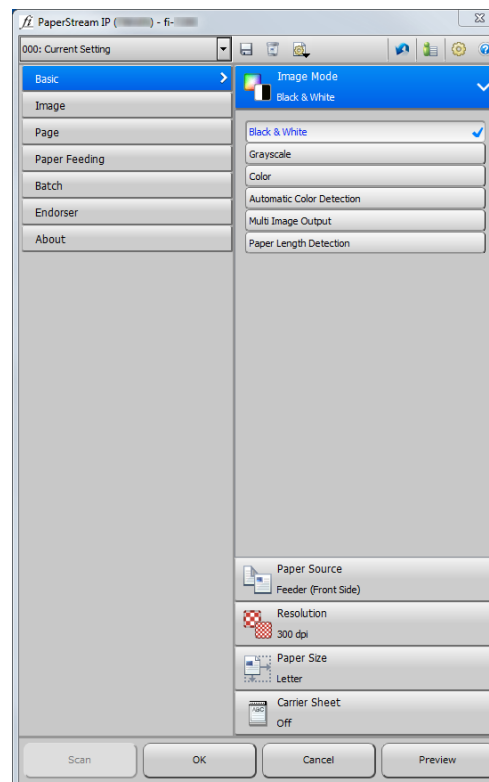 fi PaperStream IP ( ) - fi-
000: Current Setting
Basic
Image
Page
Paper Feeding
Batch
Endorser
About
Image Mode
Black & White
Black & White
Grayscale
Color
Automatic Color Detection
Multi Image Output
Paper Length Detection
Paper Source
Feeder (Front Side)
Resolution
300 dpi
Paper Size
Letter
ABC
Carrier Sheet
Off
Scan
OK
Cancel
Preview